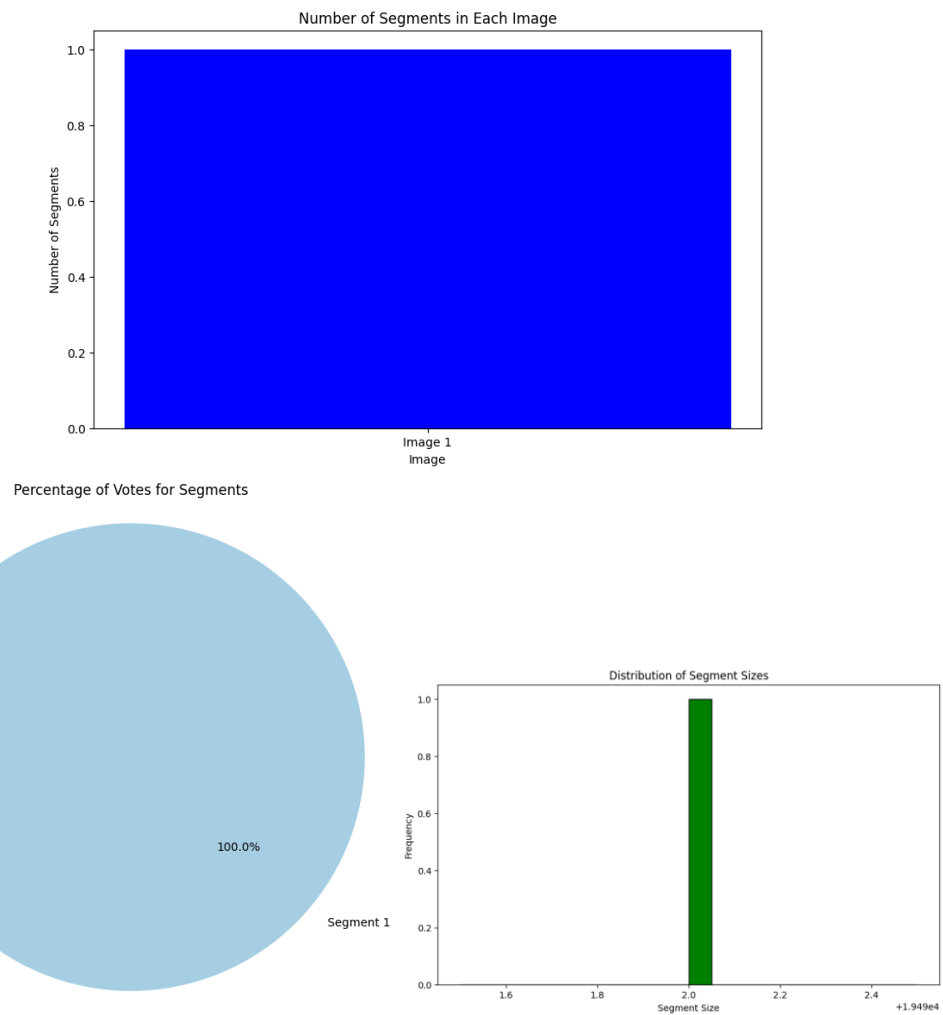 Number of Segments in Each Image
1.0
0.8
0.6
0.4
0.2
0.0
Number of Segments
Image 1
Image
Percentage of Votes for Segments
100.0%
Segment 1
Distribution of Segment Sizes
1.0
0.8
0.6
0.4
0.2
0.0
Frequency
1.6 1.8 2.0 2.2 2.4
Segment Size
+1.949e4